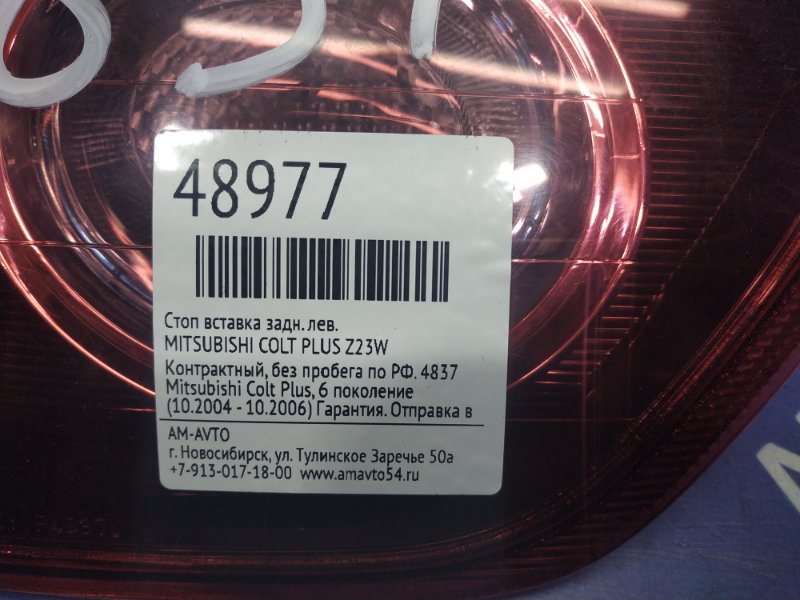 48977
Стоп вставка задн. лев.
MITSUBISHI COLT PLUS Z23W
Контрактный, без пробега по РФ. 4837
Mitsubishi Colt Plus, 6 поколение
(10.2004 - 10.2006) Гарантия. Отправка в
AM-AVTO
г. Новосибирск, ул. Тулинское Заречье 50а
+7-913-017-18-00 www.amavto54.ru